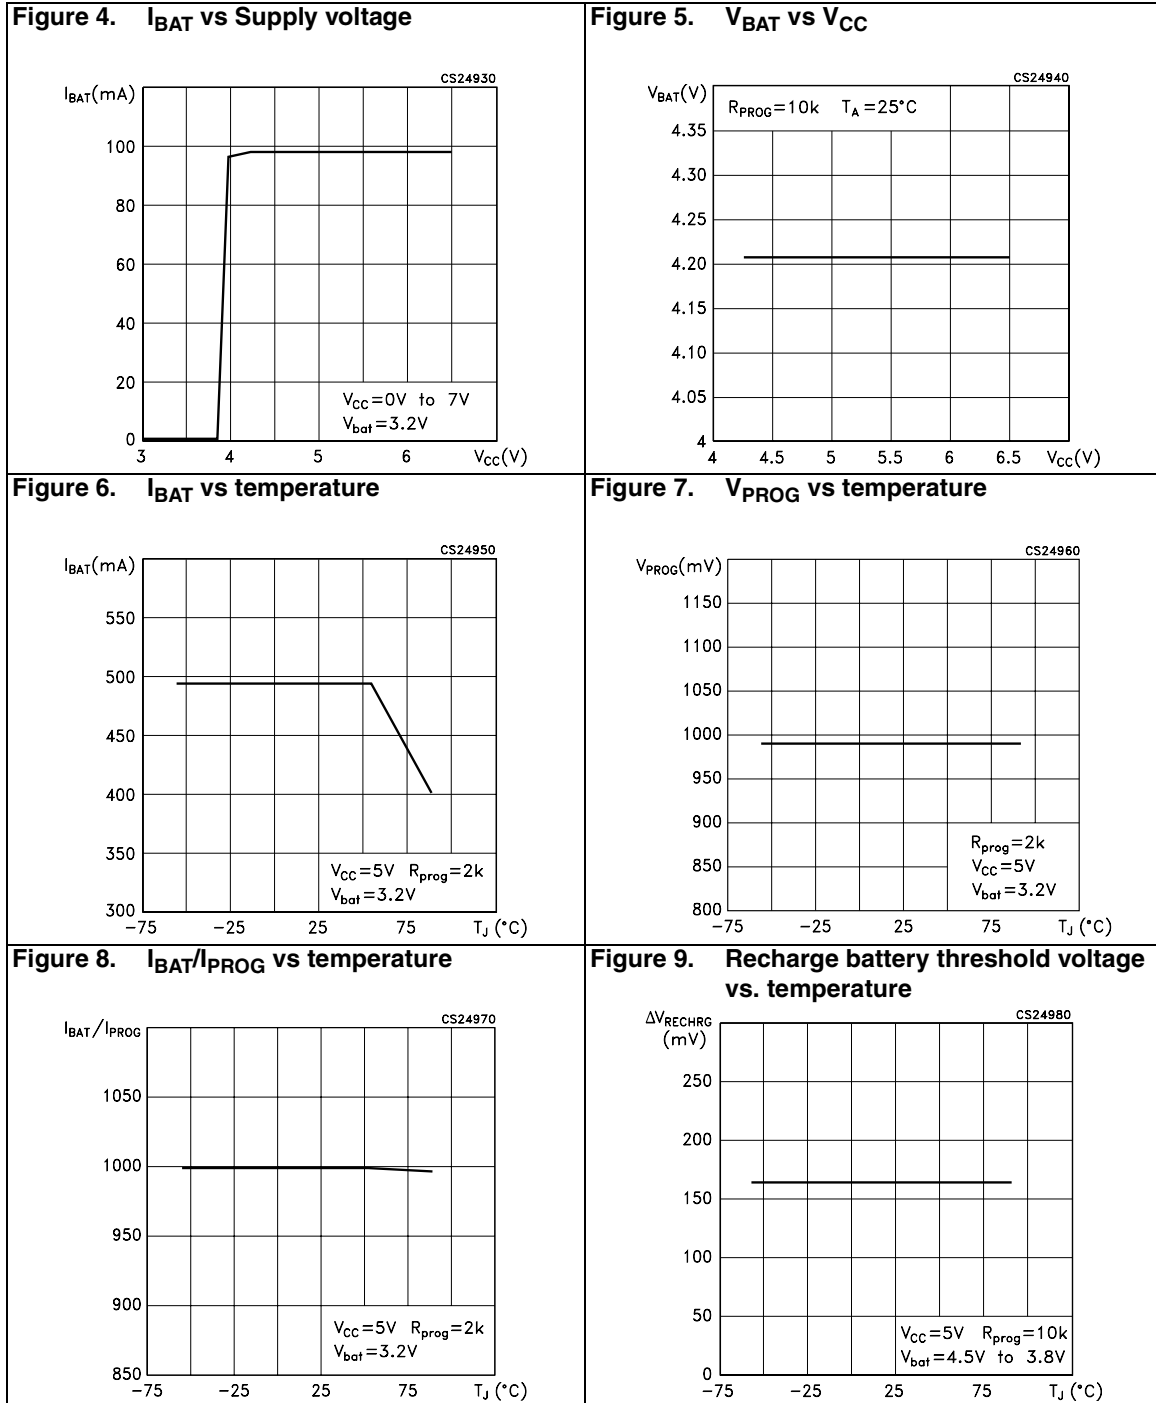 Figure 4. IBAT vs Supply voltage
CS24930
IBAT(mA)
100
80
60
40
20
0
VCC=0V to 7V
Vbat=3.2V
3 4 5 6 VCC(V)
Figure 5. VBAT vs VCC
CS24940
VBAT(V)
RPROG=10k TA=25°C
4.35
4.30
4.25
4.20
4.15
4.10
4.05
4
4 4.5 5 5.5 6 6.5 VCC(V)
Figure 6. IBAT vs temperature
CS24950
IBAT(mA)
550
500
450
400
350
300
VCC=5V Rprog=2k
Vbat=3.2V
-75 -25 25 75 TJ(°C)
Figure 7. VPROG vs temperature
CS24960
VPROG(mV)
1150
1100
1050
1000
950
900
850
800
Rprog=2k
VCC=5V
Vbat=3.2V
-75 -25 25 75 TJ(°C)
Figure 8. IBAT/IPROG vs temperature
CS24970
IBAT/IPROG
1050
1000
950
900
850
VCC=5V Rprog=2k
Vbat=3.2V
-75 -25 25 75 TJ(°C)
Figure 9. Recharge battery threshold voltage
vs. temperature
CS24980
ΔVRECHRG
(mV)
250
200
150
100
50
0
VCC=5V Rprog=10k
Vbat=4.5V to 3.8V
-75 -25 25 75 TJ(°C)